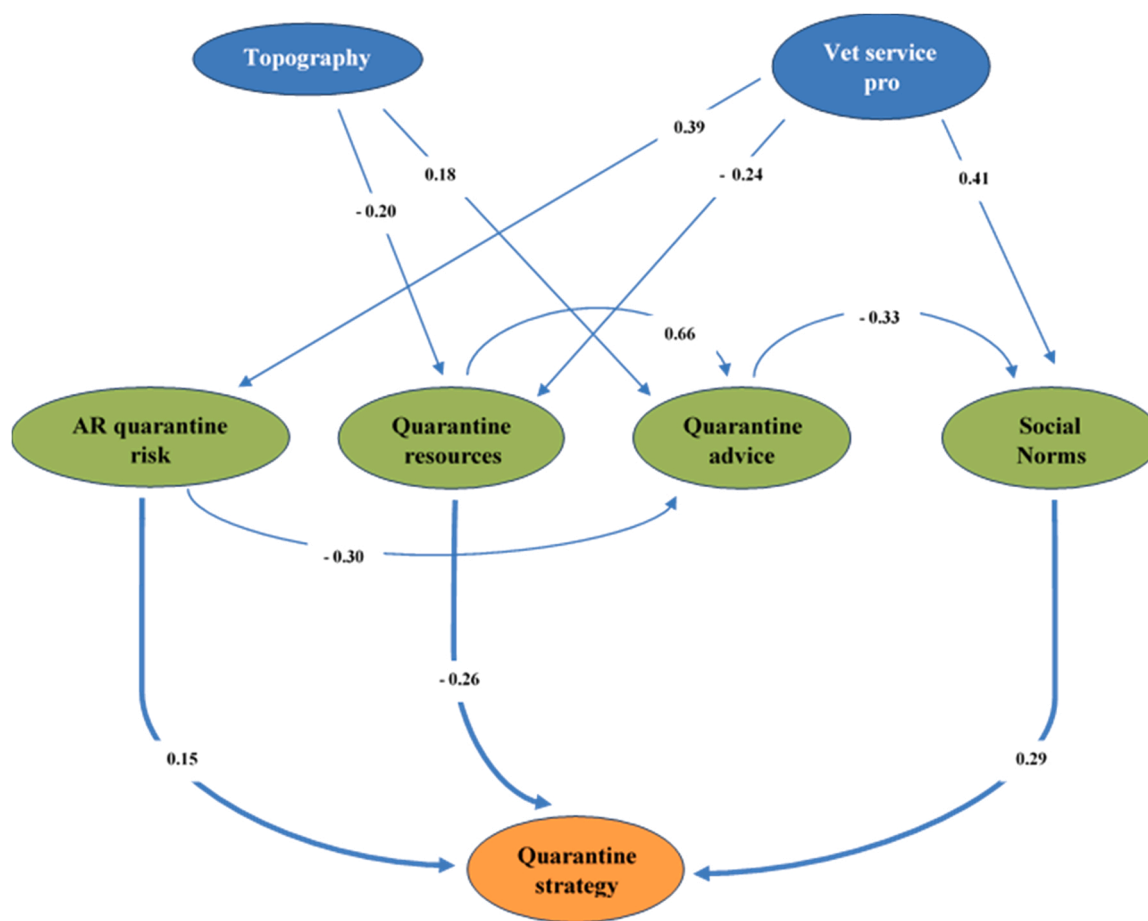 Topography
Vet service
pro
0.39
0.18
- 0.24
0.41
- 0.20
- 0.33
0.66
AR quarantine
risk
Quarantine
resources
Quarantine
advice
Social
Norms
- 0.30
- 0.26
0.15
0.29
Quarantine
strategy